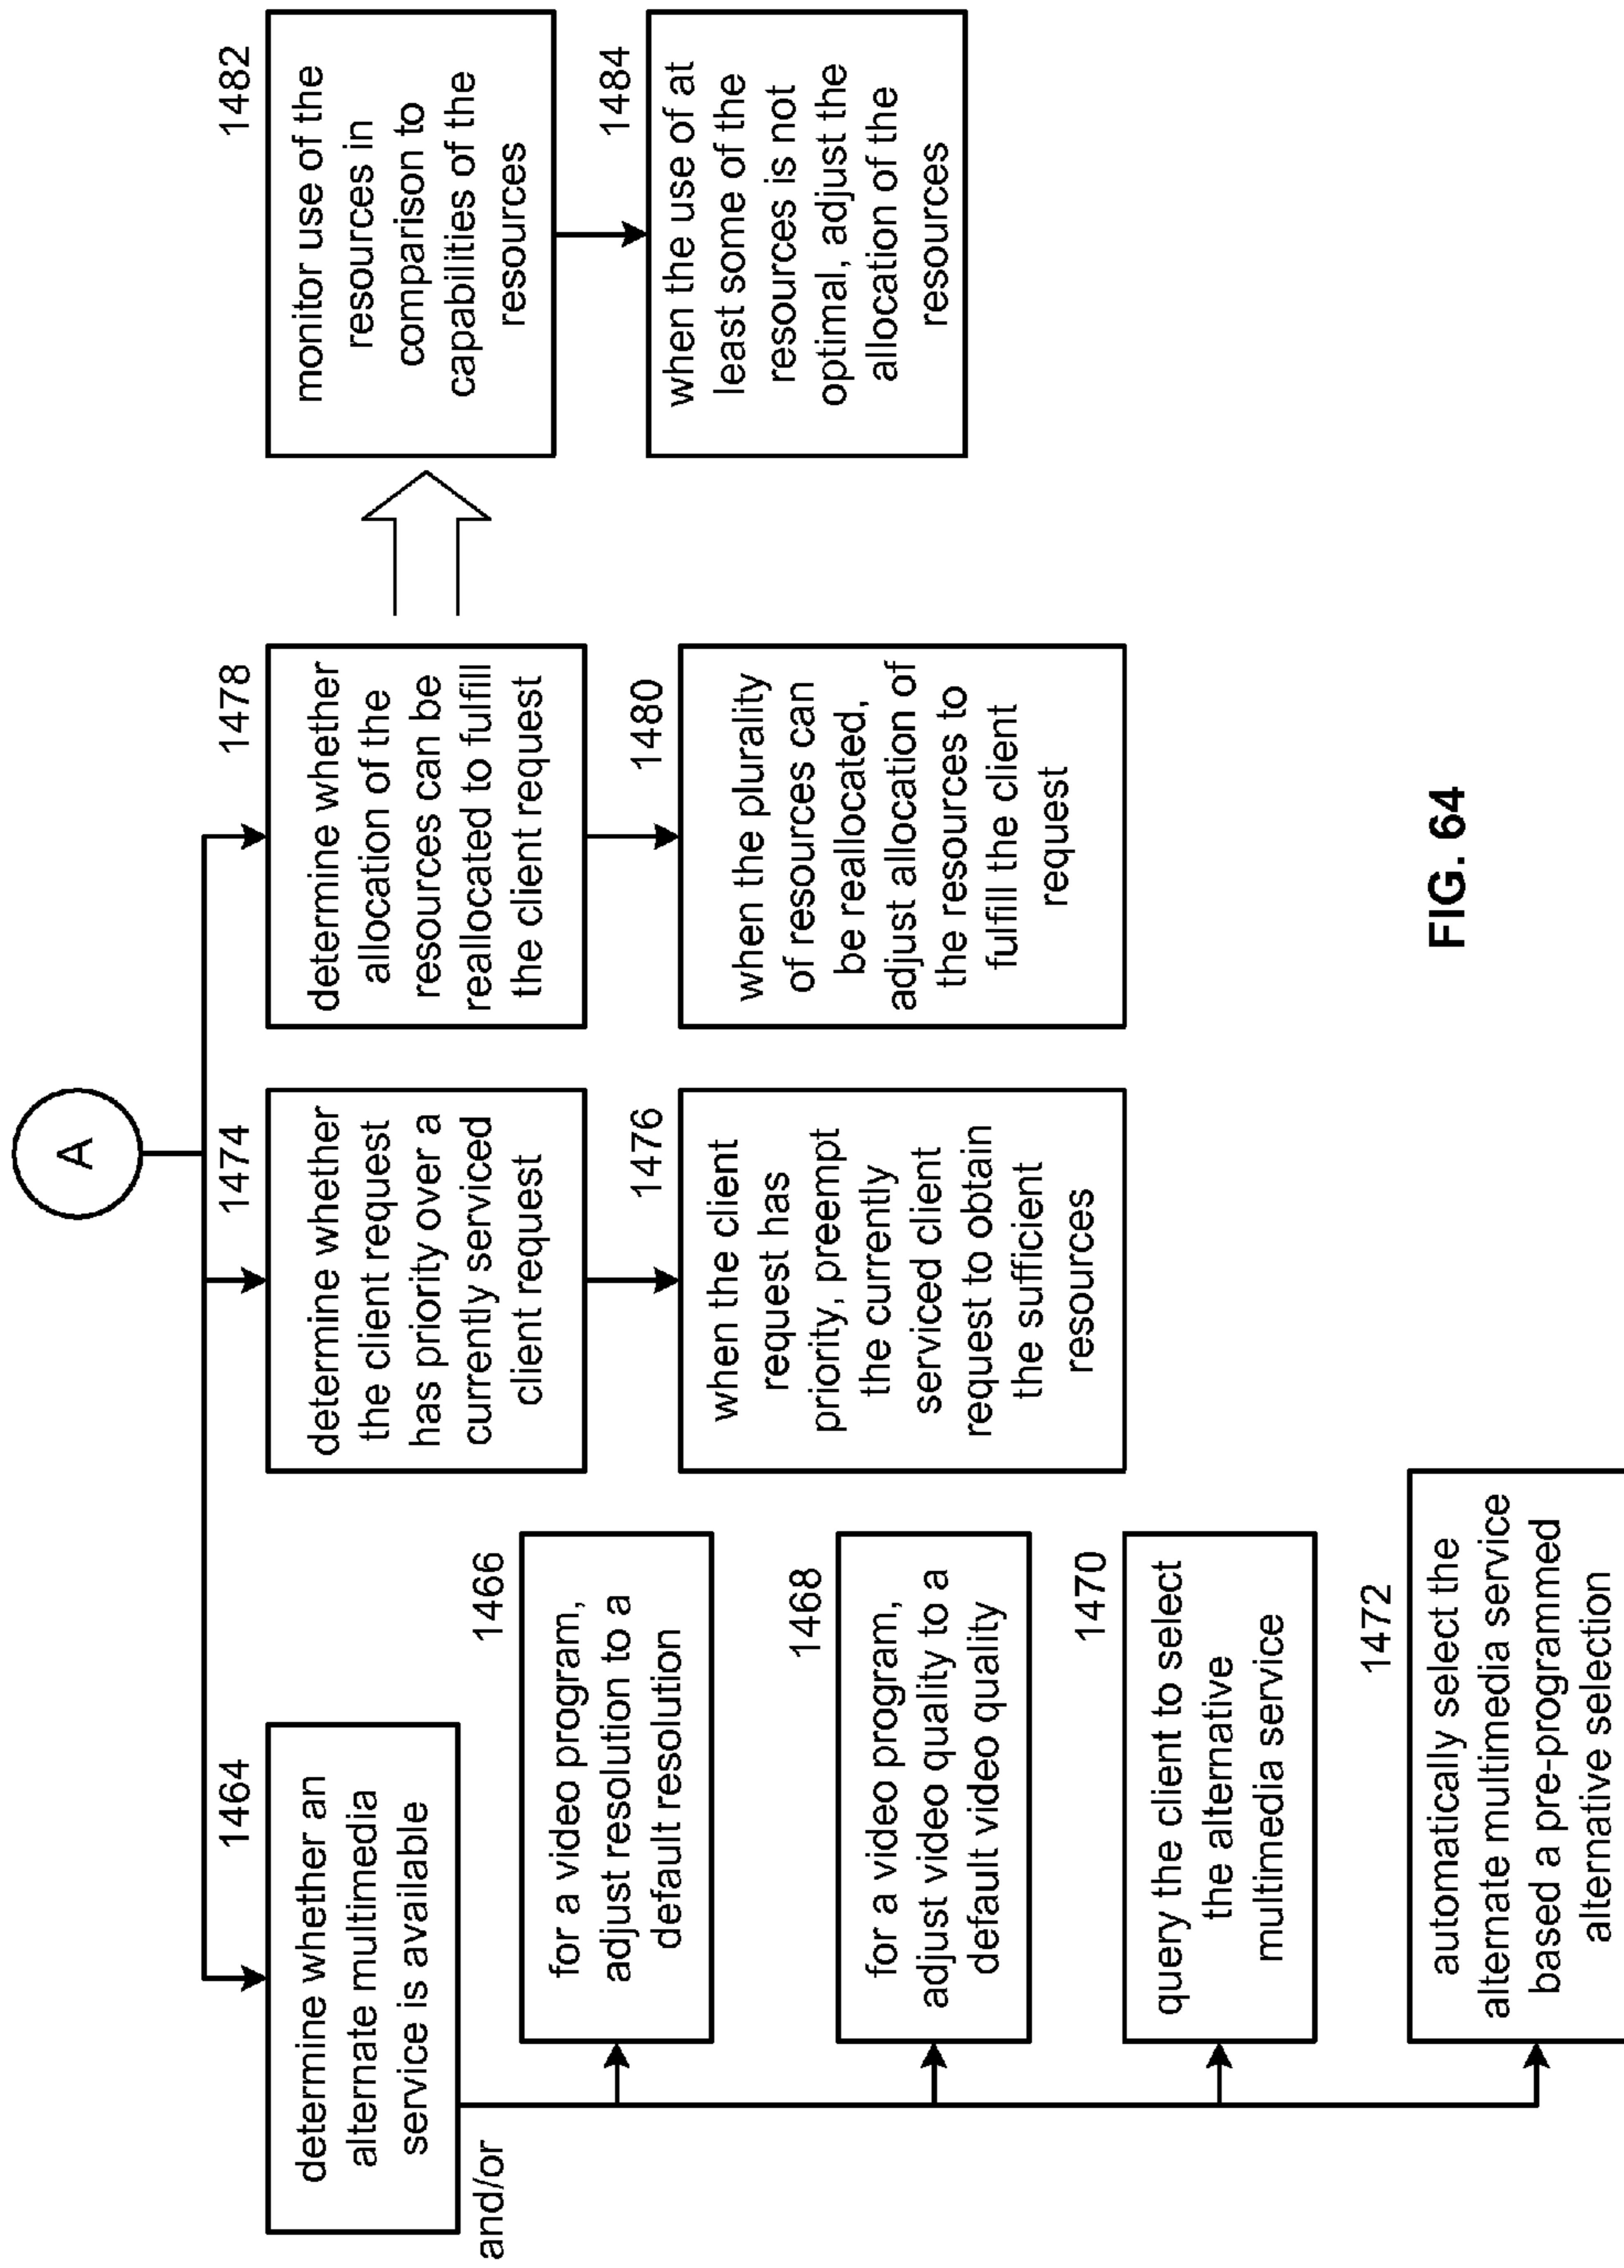 A
1464
determine whether an
alternate multimedia
service is available
and/or
1466
for a video program,
adjust resolution to a
default resolution
1468
for a video program,
adjust video quality to a
default video quality
1470
query the client to select
the alternative
multimedia service
1472
automatically select the
alternate multimedia service
based a pre-programmed
alternative selection
1474
determine whether
the client request
has priority over a
currently serviced
client request
1476
when the client
request has
priority, preempt
the currently
serviced client
request to obtain
the sufficient
resources
1478
determine whether
allocation of the
resources can be
reallocated to fulfill
the client request
1480
when the plurality
of resources can
be reallocated,
adjust allocation of
the resources to
fulfill the client
request
1482
monitor use of the
resources in
comparison to
capabilities of the
resources
1484
when the use of at
least some of the
resources is not
optimal, adjust the
allocation of the
resources
FIG. 64